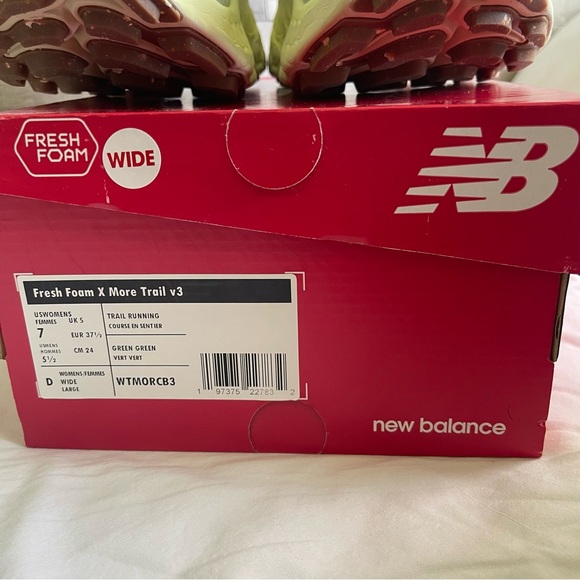 FRESH
FOAM
WIDE
NB
Fresh Foam X More Trail v3
USWOMENS
FEMMES
7
UK 5
EUR 37½
USMENS
HOMMES
5½
CM 24
D
WOMENS/FEMMES
WIDE
LARGE
TRAIL RUNNING
COURSE EN SENTIER
GREEN GREEN
VERT VERT
WTMORCB3
1 97375 22783 2
new balance